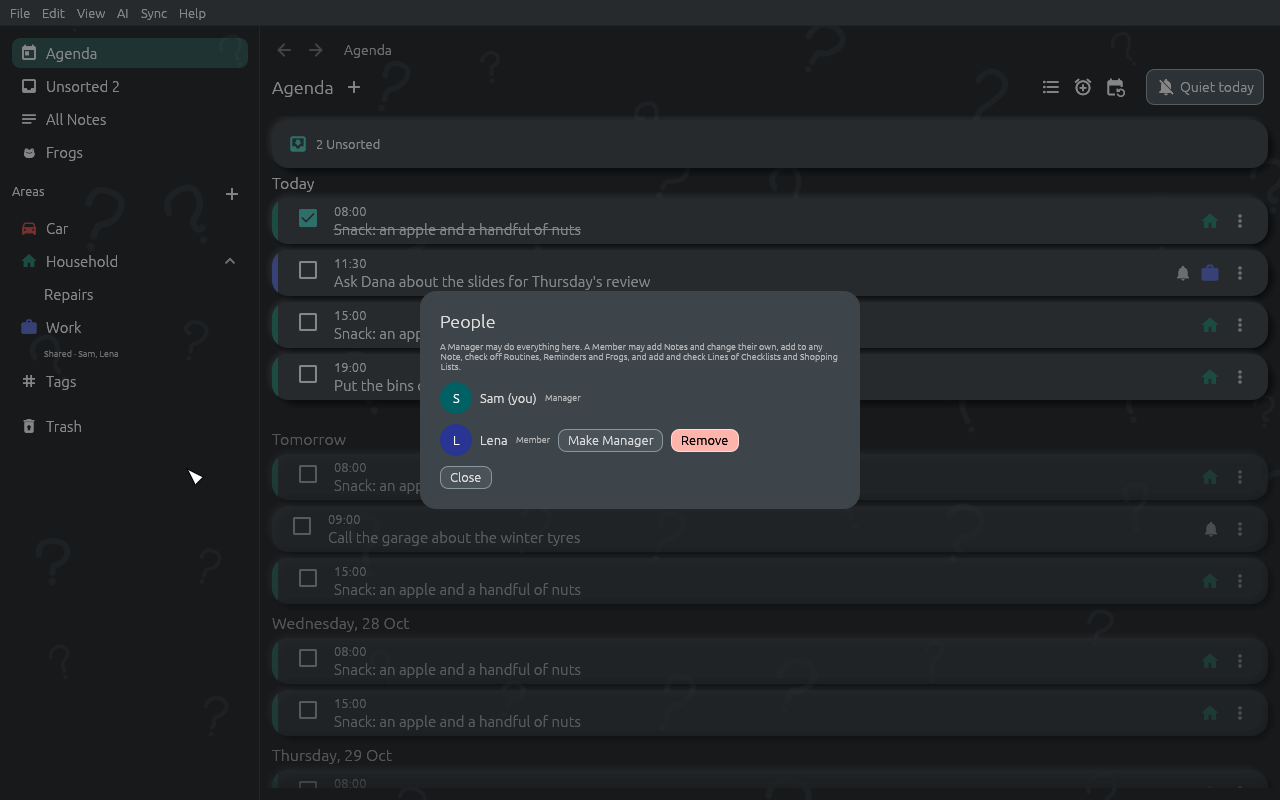 File Edit View AI Sync Help
Agenda
Unsorted 2
All Notes
Frogs
Areas
Car
Household
Repairs
Work
Shared · Sam, Lena
Tags
Trash
Agenda
Agenda
Quiet today
2 Unsorted
Today
08:00
Snack: an apple and a handful of nuts
11:30
Ask Dana about the slides for Thursday's review
15:00
Snack: an app
19:00
Put the bins
People
A Manager may do everything here. A Member may add Notes and change their own, add to any
Note, check off Routines, Reminders and Frogs, and add and check Lines of Checklists and Shopping
Lists.
S Sam (you) Manager
L Lena Member Make Manager Remove
Close
Tomorrow
08:00
Snack: an app
09:00
Call the garage about the winter tyres
15:00
Snack: an apple and a handful of nuts
Wednesday, 28 Oct
08:00
Snack: an apple and a handful of nuts
15:00
Snack: an apple and a handful of nuts
Thursday, 29 Oct
08:00